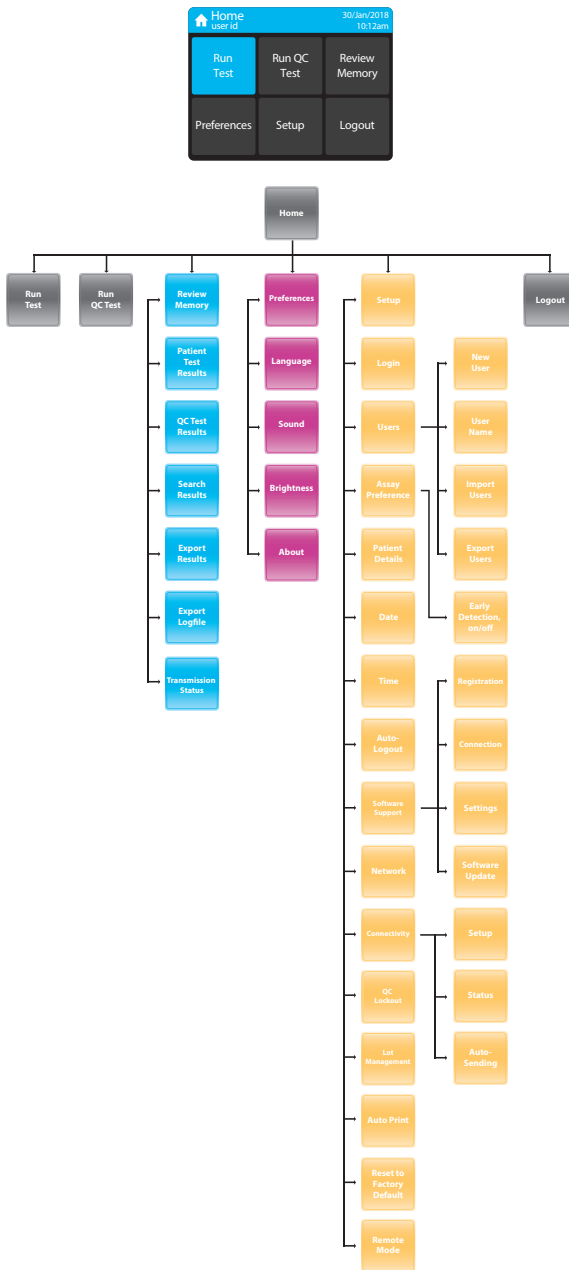 Home
user id
30/Jan/2018
10:12am
Run
Test
Run QC
Test
Review
Memory
Preferences
Setup
Logout
Home
Run
Test
Run
QC Test
Review
Memory
Preferences
Setup
Logout
Patient
Test
Results
QC Test
Results
Search
Results
Export
Results
Export
Logfile
Transmission
Status
Language
Sound
Brightness
About
Login
Users
Assay
Preference
Patient
Details
Date
Time
Auto-
Logout
Software
Support
Network
Connectivity
QC
Lockout
Lot
Management
Auto Print
Reset to
Factory
Default
Remote
Mode
New
User
User
Name
Import
Users
Export
Users
Early
Detection,
on/off
Registration
Connection
Settings
Software
Update
Setup
Status
Auto-
Sending